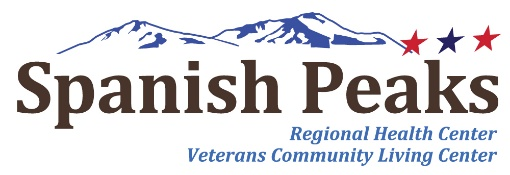 Spanish Peaks
Regional Health Center
Veterans Community Living Center